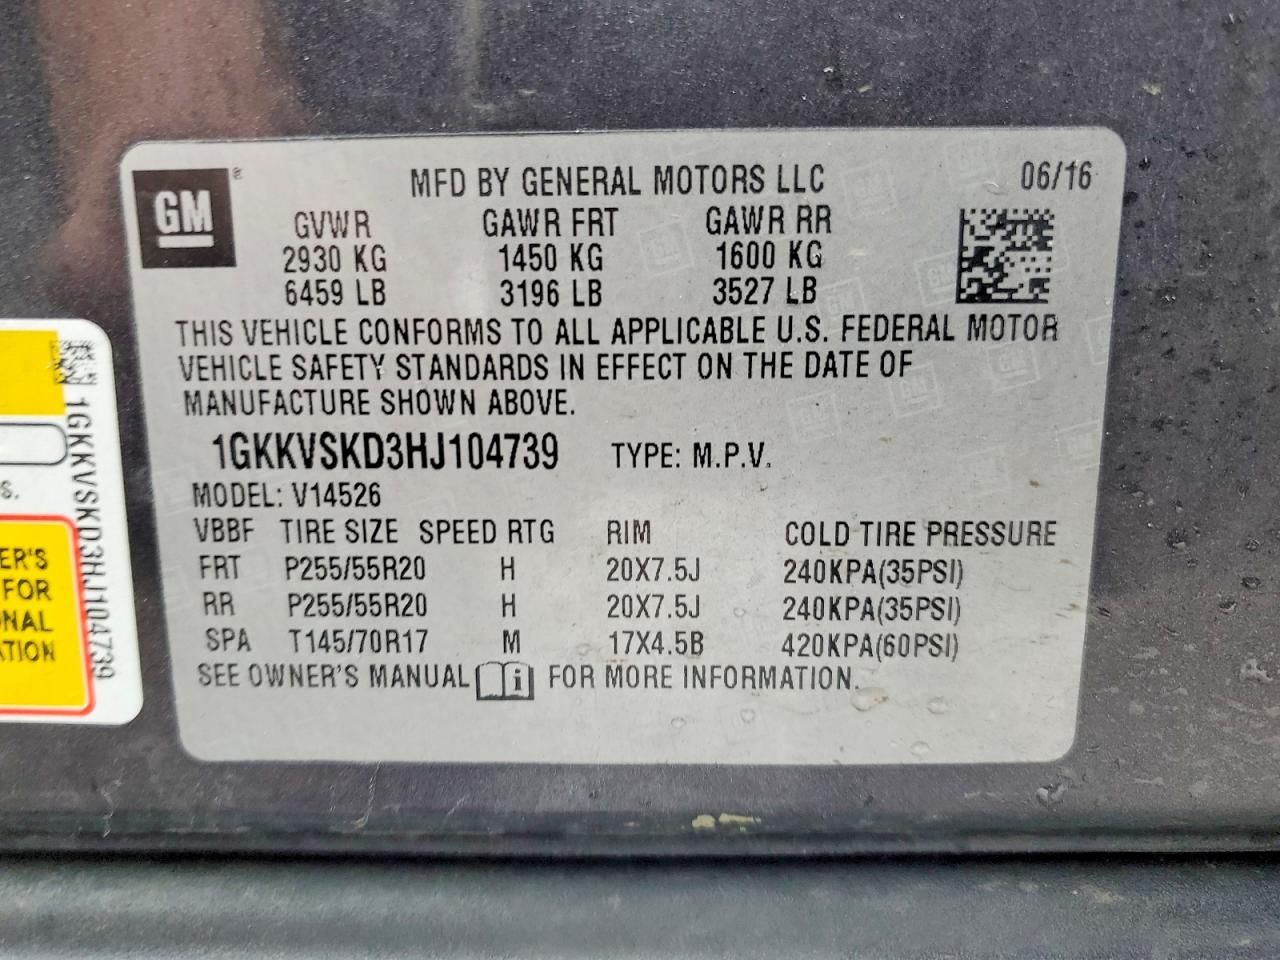 GM
MFD BY GENERAL MOTORS LLC 06/16
GVWR GAWR FRT GAWR RR
2930 KG 1450 KG 1600 KG
6459 LB 3196 LB 3527 LB
THIS VEHICLE CONFORMS TO ALL APPLICABLE U.S. FEDERAL MOTOR
VEHICLE SAFETY STANDARDS IN EFFECT ON THE DATE OF
MANUFACTURE SHOWN ABOVE.
1GKKVSKD3HJ104739 TYPE: M.P.V.
MODEL: V14526
VBBF TIRE SIZE SPEED RTG RIM COLD TIRE PRESSURE
FRT P255/55R20 H 20X7.5J 240KPA(35PSI)
RR P255/55R20 H 20X7.5J 240KPA(35PSI)
SPA T145/70R17 M 17X4.5B 420KPA(60PSI)
SEE OWNER'S MANUAL i FOR MORE INFORMATION.
1GKKVSKD3HJ104739
S.
ER'S
FOR
ONAL
ATION